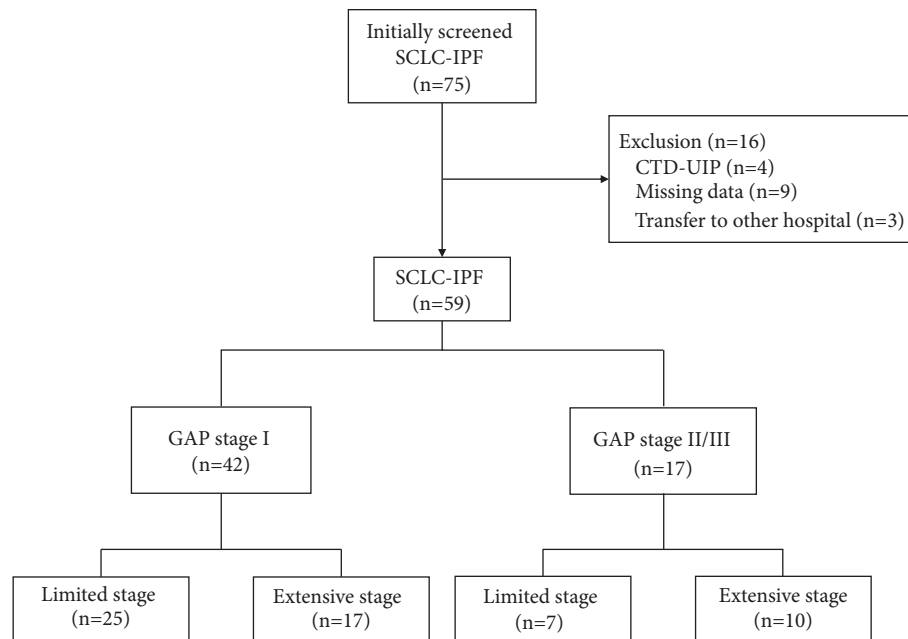 Initially screened
SCLC-IPF
(n=75)
Exclusion (n=16)
CTD-UIP (n=4)
Missing data (n=9)
Transfer to other hospital (n=3)
SCLC-IPF
(n=59)
GAP stage I
(n=42)
GAP stage II/III
(n=17)
Limited stage
(n=25)
Extensive stage
(n=17)
Limited stage
(n=7)
Extensive stage
(n=10)